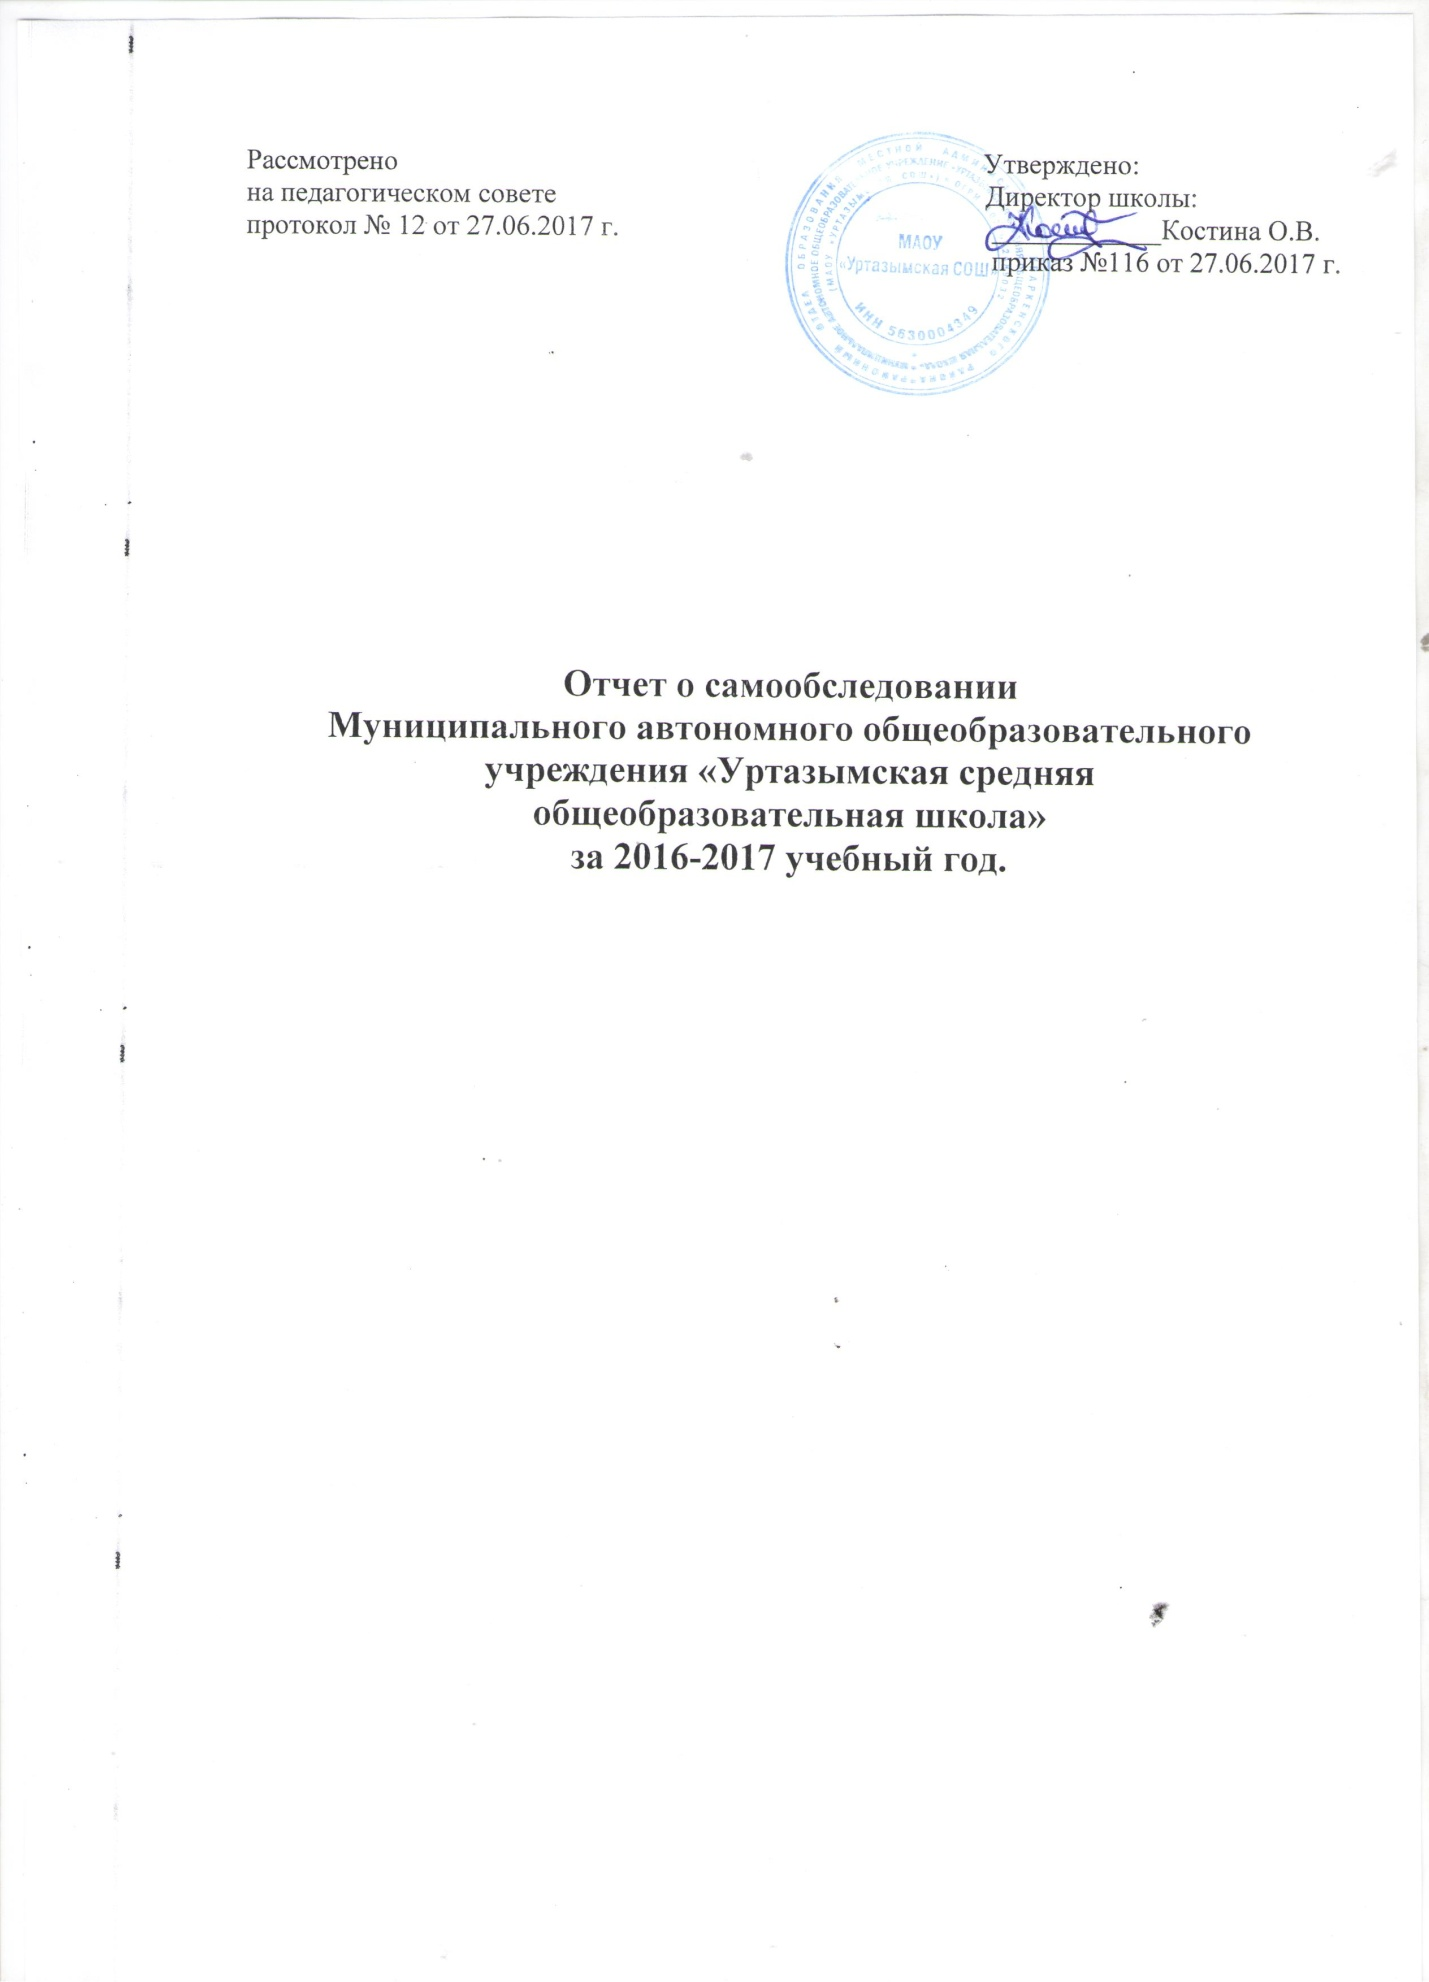 Рассмотрено
на педагогическом совете
протокол № 12 от 27.06.2017 г.
Утверждено:
Директор школы:
Костина О.В.
приказ №116 от 27.06.2017 г.
МАОУ
«Уртазымская СОШ»
ИНН 5630004349
Отчет о самообследовании
Муниципального автономного общеобразовательного
учреждения «Уртазымская средняя
общеобразовательная школа»
за 2016-2017 учебный год.